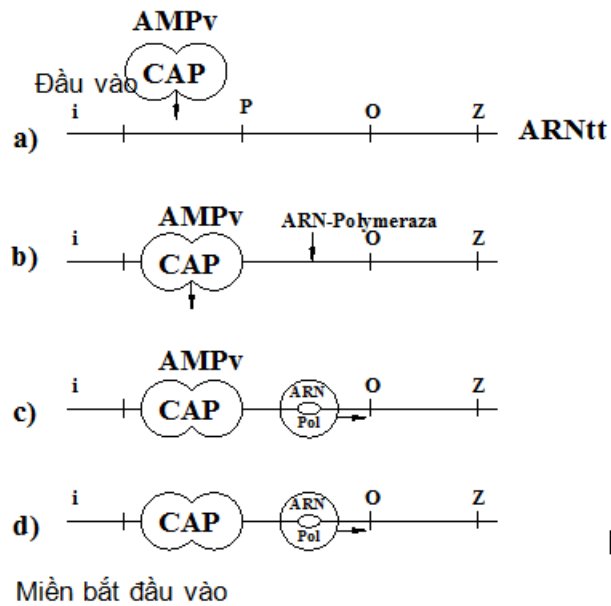 AMPv
CAP
Đầu vào
i P O Z
a) ARNtt
AMPv ARN-Polymeraza
i O Z
b) CAP
AMPv
i O Z
c) CAP ARN Pol
i O Z
d) CAP ARN Pol
Miền bắt đầu vào